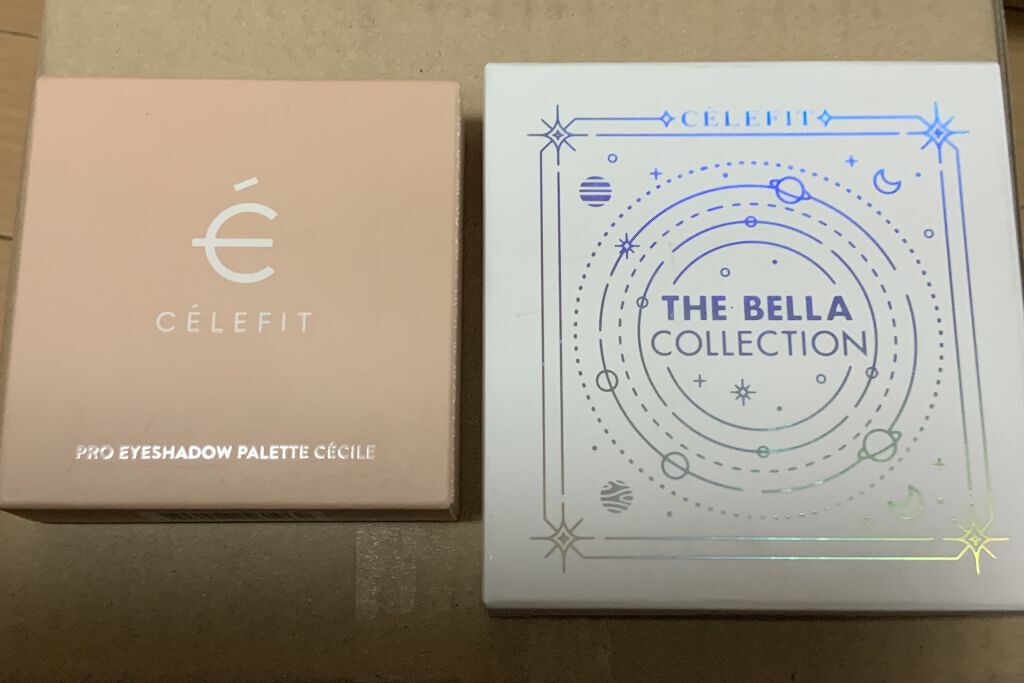 É
CÉLEFIT
PRO EYESHADOW PALETTE CÉCILE
CÉLEFIT
THE BELLA
COLLECTION